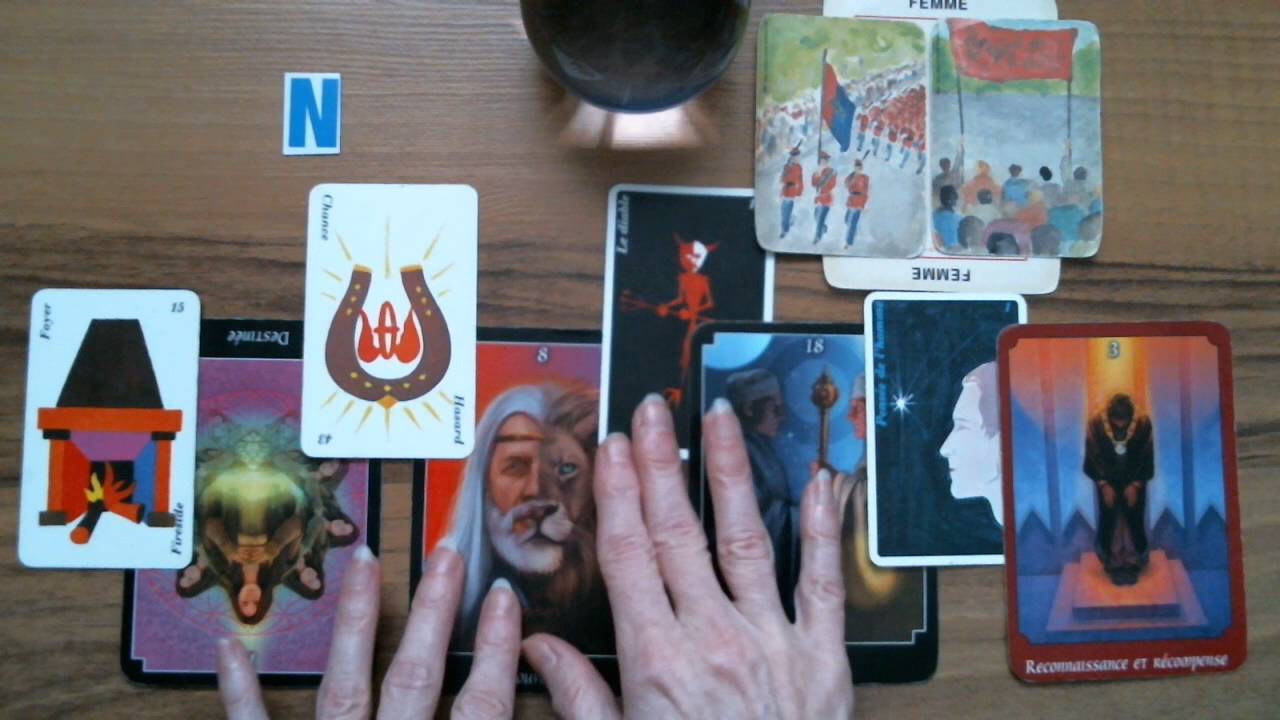 FEMME
N
FEMME
Chance
Hasard
43
Le diable
Foyer
15
Fireside
Destinée
8
18
3
Reconnaissance et récompense